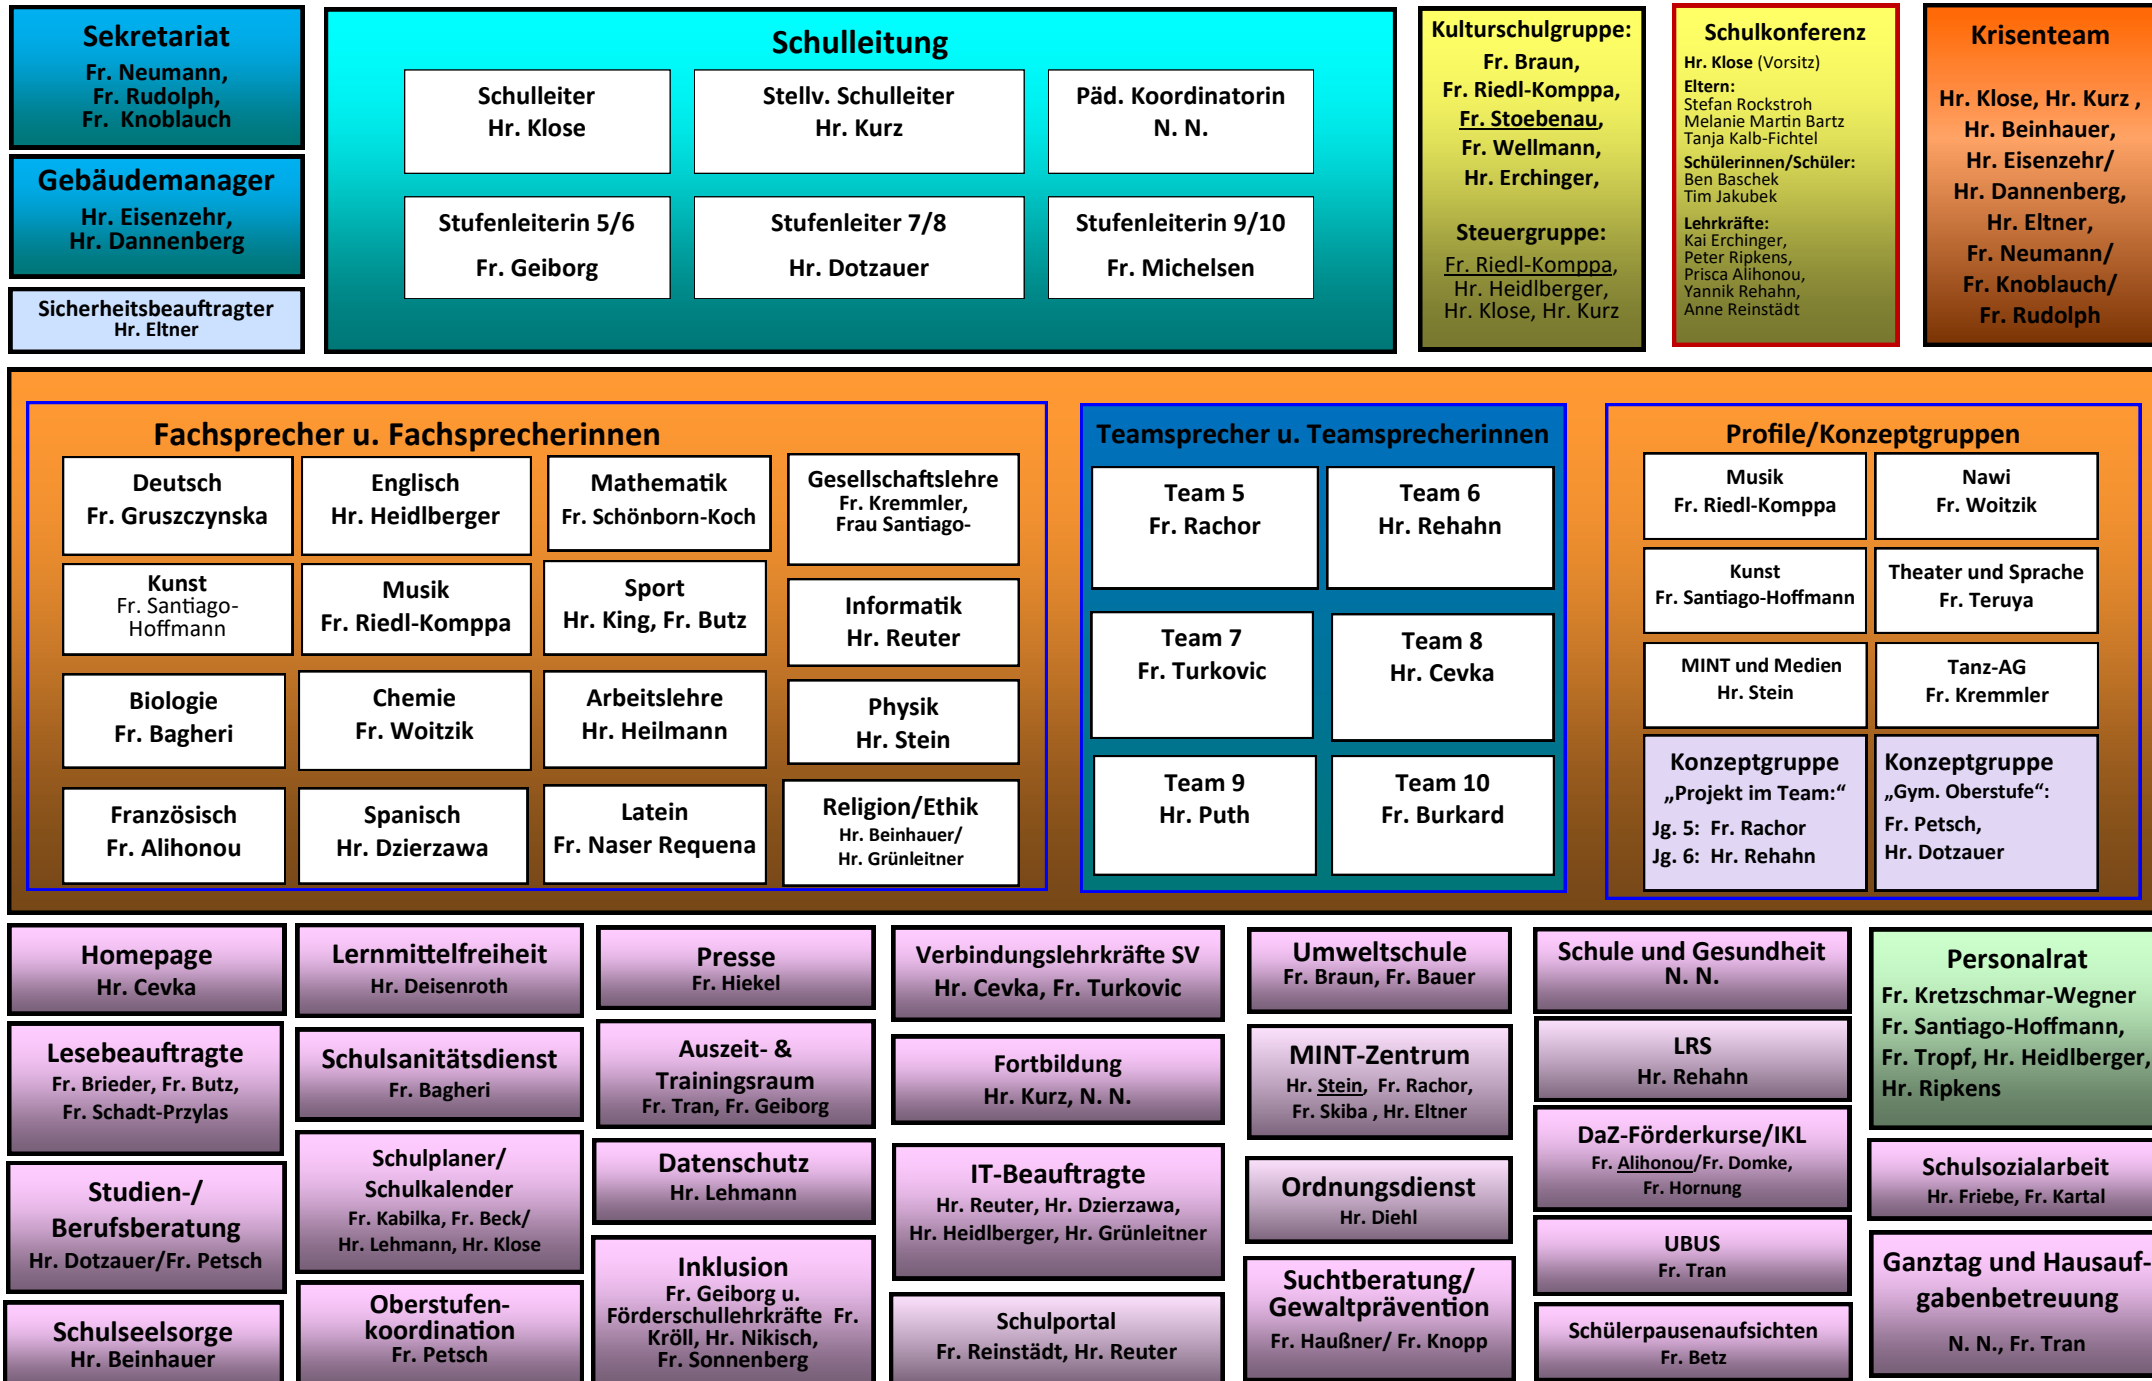 Sekretariat
Fr. Neumann,
Fr. Rudolph,
Fr. Knoblauch
Gebäudemanager
Hr. Eisenzehr,
Hr. Dannenberg
Sicherheitsbeauftragter
Hr. Eltner
Schulleitung
Schulleiter
Hr. Klose
Stellv. Schulleiter
Hr. Kurz
Päd. Koordinatorin
N. N.
Stufenleiterin 5/6
Fr. Geiborg
Stufenleiter 7/8
Hr. Dotzauer
Stufenleiterin 9/10
Fr. Michelsen
Kulturschulgruppe:
Fr. Braun,
Fr. Riedl-Komppa,
Fr. Stoebenau,
Fr. Wellmann,
Hr. Erchinger,
Steuergruppe:
Fr. Riedl-Komppa,
Hr. Heidlberger,
Hr. Klose, Hr. Kurz
Schulkonferenz
Hr. Klose (Vorsitz)
Eltern:
Stefan Rockstroh
Melanie Martin Bartz
Tanja Kalb-Fichtel
Schülerinnen/Schüler:
Ben Baschek
Tim Jakubek
Lehrkräfte:
Kai Erchinger,
Peter Ripkens,
Prisca Alihonou,
Yannik Rehahn,
Anne Reinstädt
Krisenteam
Hr. Klose, Hr. Kurz ,
Hr. Beinhauer,
Hr. Eisenzehr/
Hr. Dannenberg,
Hr. Eltner,
Fr. Neumann/
Fr. Knoblauch/
Fr. Rudolph
Fachsprecher u. Fachsprecherinnen
Deutsch
Fr. Gruszczynska
Englisch
Hr. Heidlberger
Mathematik
Fr. Schönborn-Koch
Gesellschaftslehre
Fr. Kremmler,
Frau Santiago-
Kunst
Fr. Santiago-
Hoffmann
Musik
Fr. Riedl-Komppa
Sport
Hr. King, Fr. Butz
Informatik
Hr. Reuter
Biologie
Fr. Bagheri
Chemie
Fr. Woitzik
Arbeitslehre
Hr. Heilmann
Physik
Hr. Stein
Französisch
Fr. Alihonou
Spanisch
Hr. Dzierzawa
Latein
Fr. Naser Requena
Religion/Ethik
Hr. Beinhauer/
Hr. Grünleitner
Teamsprecher u. Teamsprecherinnen
Team 5
Fr. Rachor
Team 6
Hr. Rehahn
Team 7
Fr. Turkovic
Team 8
Hr. Cevka
Team 9
Hr. Puth
Team 10
Fr. Burkard
Profile/Konzeptgruppen
Musik
Fr. Riedl-Komppa
Nawi
Fr. Woitzik
Kunst
Fr. Santiago-Hoffmann
Theater und Sprache
Fr. Teruya
MINT und Medien
Hr. Stein
Tanz-AG
Fr. Kremmler
Konzeptgruppe
„Projekt im Team:“
Jg. 5: Fr. Rachor
Jg. 6: Hr. Rehahn
Konzeptgruppe
„Gym. Oberstufe“:
Fr. Petsch,
Hr. Dotzauer
Homepage
Hr. Cevka
Lesebeauftragte
Fr. Brieder, Fr. Butz,
Fr. Schadt-Przylas
Studien-/
Berufsberatung
Hr. Dotzauer/Fr. Petsch
Schulseelsorge
Hr. Beinhauer
Lernmittelfreiheit
Hr. Deisenroth
Schulsanitätsdienst
Fr. Bagheri
Schulplaner/
Schulkalender
Fr. Kabilka, Fr. Beck/
Hr. Lehmann, Hr. Klose
Oberstufen-
koordination
Fr. Petsch
Presse
Fr. Hiekel
Auszeit- &
Trainingsraum
Fr. Tran, Fr. Geiborg
Datenschutz
Hr. Lehmann
Inklusion
Fr. Geiborg u.
Förderschullehrkräfte Fr.
Kröll, Hr. Nikisch,
Fr. Sonnenberg
Verbindungslehrkräfte SV
Hr. Cevka, Fr. Turkovic
Fortbildung
Hr. Kurz, N. N.
IT-Beauftragte
Hr. Reuter, Hr. Dzierzawa,
Hr. Heidlberger, Hr. Grünleitner
Schulportal
Fr. Reinstädt, Hr. Reuter
Umweltschule
Fr. Braun, Fr. Bauer
MINT-Zentrum
Hr. Stein, Fr. Rachor,
Fr. Skiba , Hr. Eltner
Ordnungsdienst
Hr. Diehl
Suchtberatung/
Gewaltprävention
Fr. Haußner/ Fr. Knopp
Schule und Gesundheit
N. N.
LRS
Hr. Rehahn
DaZ-Förderkurse/IKL
Fr. Alihonou/Fr. Domke,
Fr. Hornung
UBUS
Fr. Tran
Schülerpausenaufsichten
Fr. Betz
Personalrat
Fr. Kretzschmar-Wegner
Fr. Santiago-Hoffmann,
Fr. Tropf, Hr. Heidlberger,
Hr. Ripkens
Schulsozialarbeit
Hr. Friebe, Fr. Kartal
Ganztag und Hausauf-
gabenbetreuung
N. N., Fr. Tran